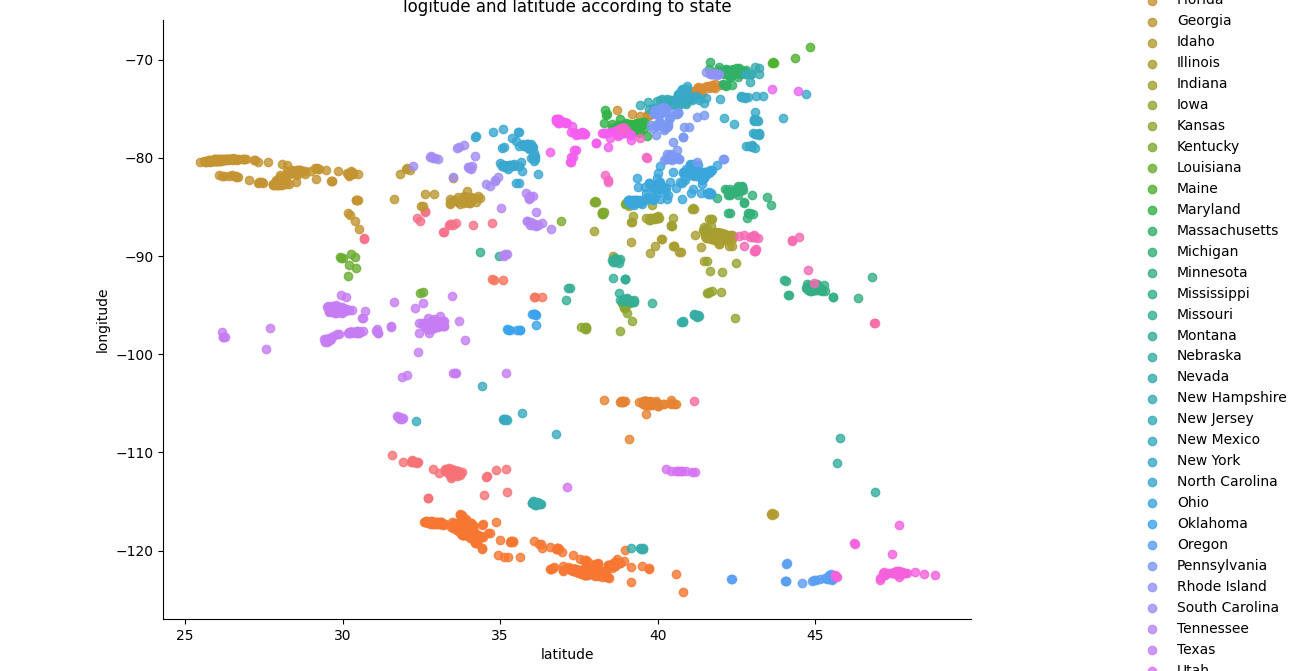 logitude and latitude according to state
−70
−80
−90
−100
−110
−120
longitude
25
30
35
40
45
latitude
Florida
Georgia
Idaho
Illinois
Indiana
Iowa
Kansas
Kentucky
Louisiana
Maine
Maryland
Massachusetts
Michigan
Minnesota
Mississippi
Missouri
Montana
Nebraska
Nevada
New Hampshire
New Jersey
New Mexico
New York
North Carolina
Ohio
Oklahoma
Oregon
Pennsylvania
Rhode Island
South Carolina
Tennessee
Texas
Utah